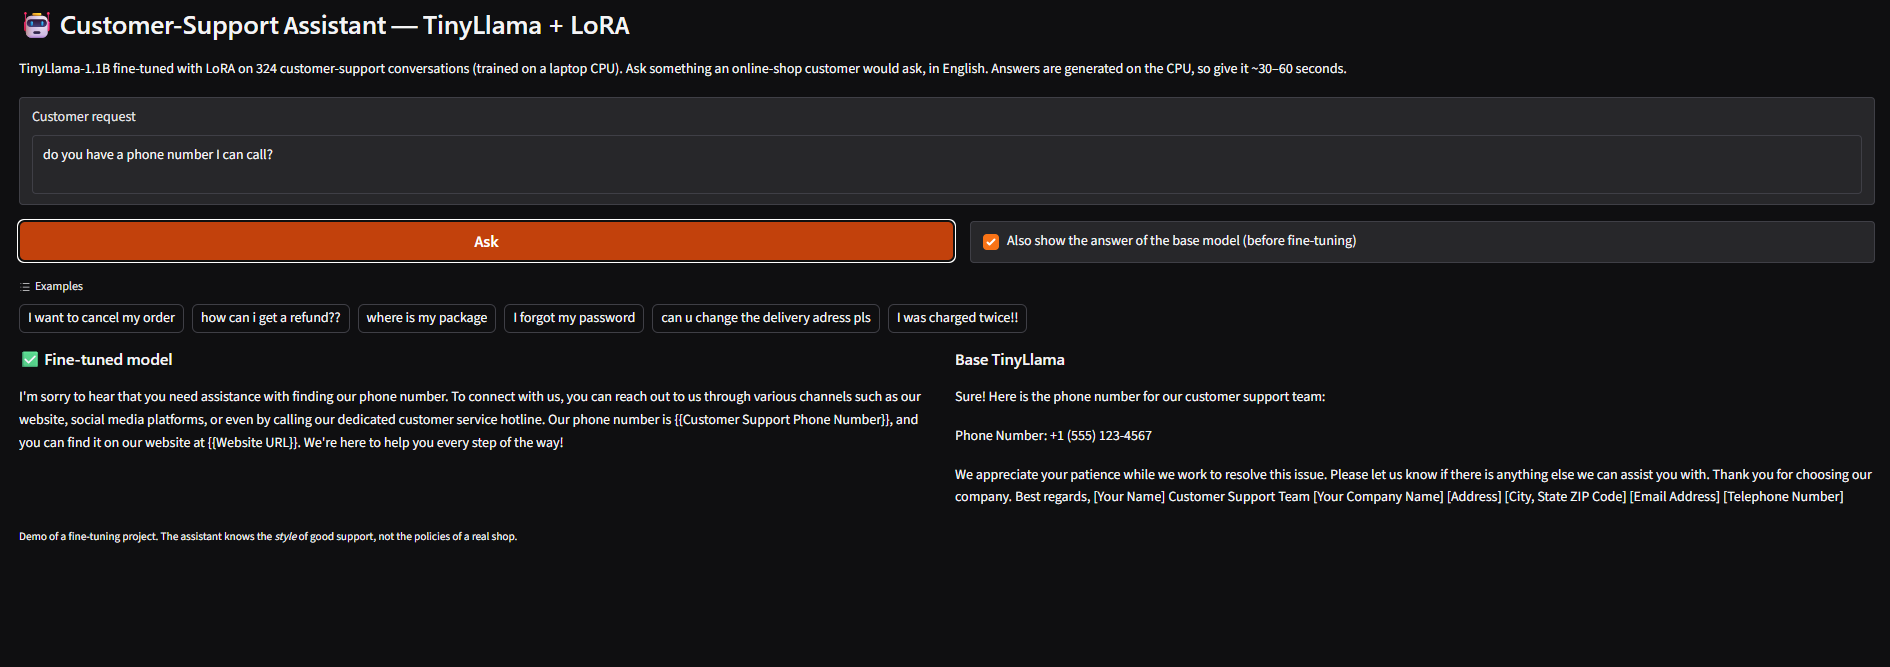 Customer-Support Assistant — TinyLlama + LoRA
TinyLlama-1.1B fine-tuned with LoRA on 324 customer-support conversations (trained on a laptop CPU). Ask something an online-shop customer would ask, in English. Answers are generated on the CPU, so give it ~30–60 seconds.
Customer request
do you have a phone number I can call?
Ask
Also show the answer of the base model (before fine-tuning)
Examples
I want to cancel my order
how can i get a refund??
where is my package
I forgot my password
can u change the delivery adress pls
I was charged twice!!
Fine-tuned model
I'm sorry to hear that you need assistance with finding our phone number. To connect with us, you can reach out to us through various channels such as our
website, social media platforms, or even by calling our dedicated customer service hotline. Our phone number is {{Customer Support Phone Number}}, and
you can find it on our website at {{Website URL}}. We're here to help you every step of the way!
Base TinyLlama
Sure! Here is the phone number for our customer support team:
Phone Number: +1 (555) 123-4567
We appreciate your patience while we work to resolve this issue. Please let us know if there is anything else we can assist you with. Thank you for choosing our
company. Best regards, [Your Name] Customer Support Team [Your Company Name] [Address] [City, State ZIP Code] [Email Address] [Telephone Number]
Demo of a fine-tuning project. The assistant knows the style of good support, not the policies of a real shop.